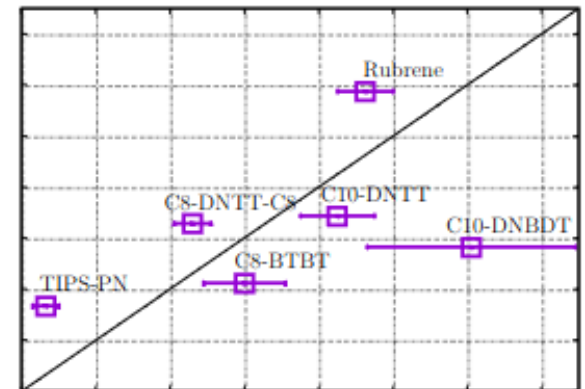 Rubrene
C8-DNTT-C8
C10-DNTT
C10-DNBDT
C8-BTBT
TIPS-PN